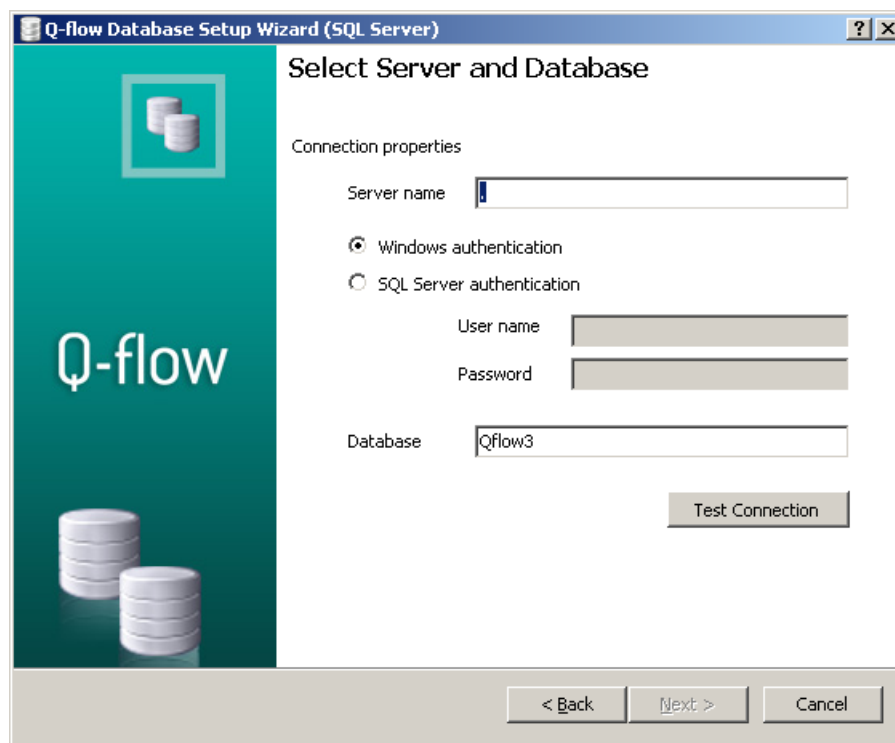 Q-flow Database Setup Wizard (SQL Server)
Select Server and Database
Connection properties
Server name .
Windows authentication
SQL Server authentication
User name
Password
Database Qflow3
Test Connection
Q-flow
< Back Next > Cancel